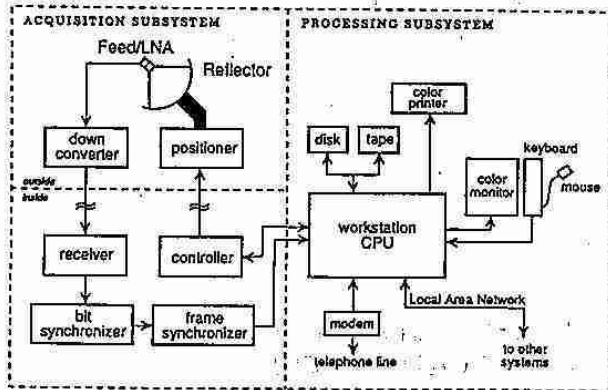 ACQUISITION SUBSYSTEM
Feed/LNA
Reflector
down
converter
positioner
outside
inside
receiver
controller
bit
synchronizer
frame
synchronizer
PROCESSING SUBSYSTEM
color
printer
disk
tape
keyboard
color
monitor
mouse
workstation
CPU
Local Area Network
modem
telephone line
to other
systems